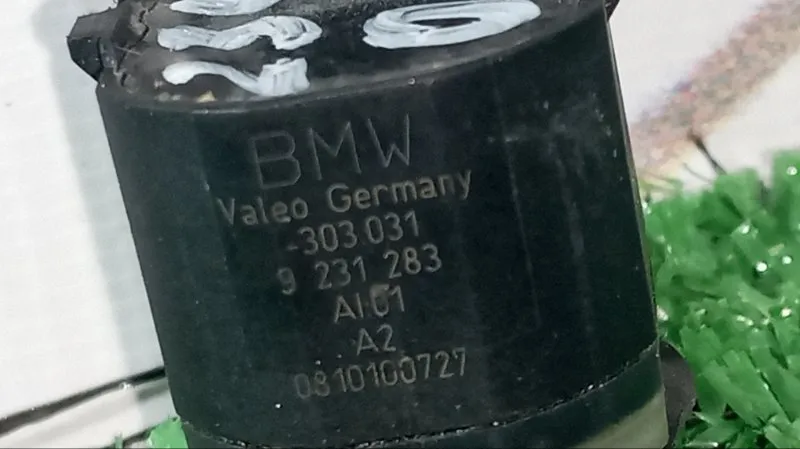 BMW
Valeo Germany
-303 031
9 231 283
AI 01
A2
0810100727